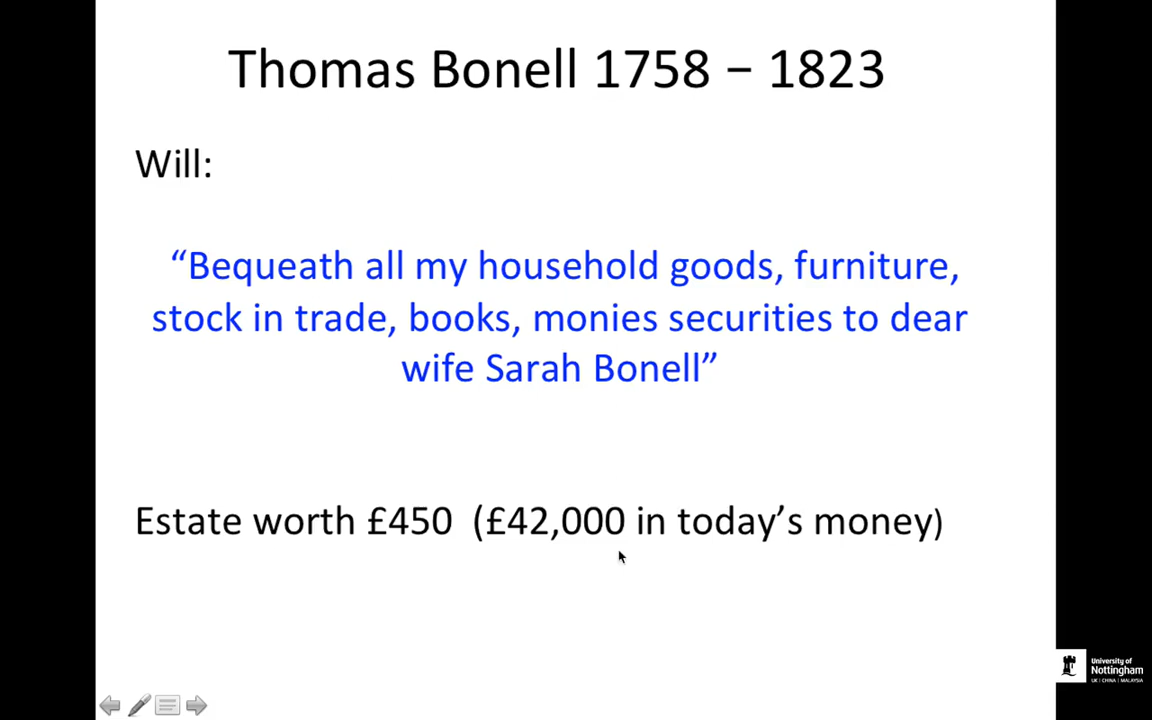 Thomas Bonell 1758 – 1823
Will:
“Bequeath all my household goods, furniture,
stock in trade, books, monies securities to dear
wife Sarah Bonell”
Estate worth £450 (£42,000 in today’s money)
University of
Nottingham
UK | CHINA | MALAYSIA